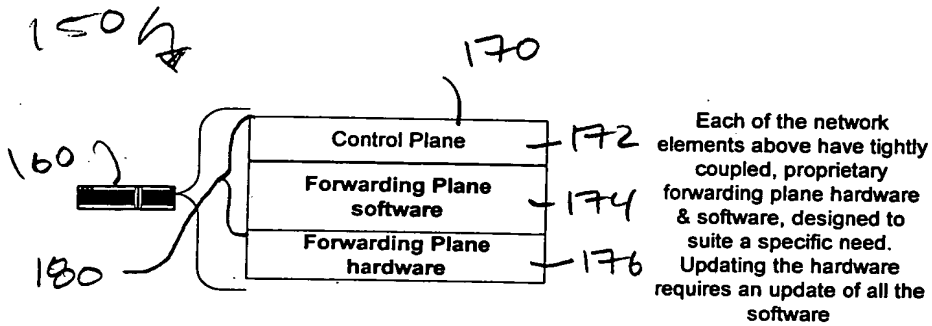 150
170
Control Plane
172
160
Forwarding Plane
software
174
Forwarding Plane
hardware
176
180
Each of the network
elements above have tightly
coupled, proprietary
forwarding plane hardware
& software, designed to
suite a specific need.
Updating the hardware
requires an update of all the
software